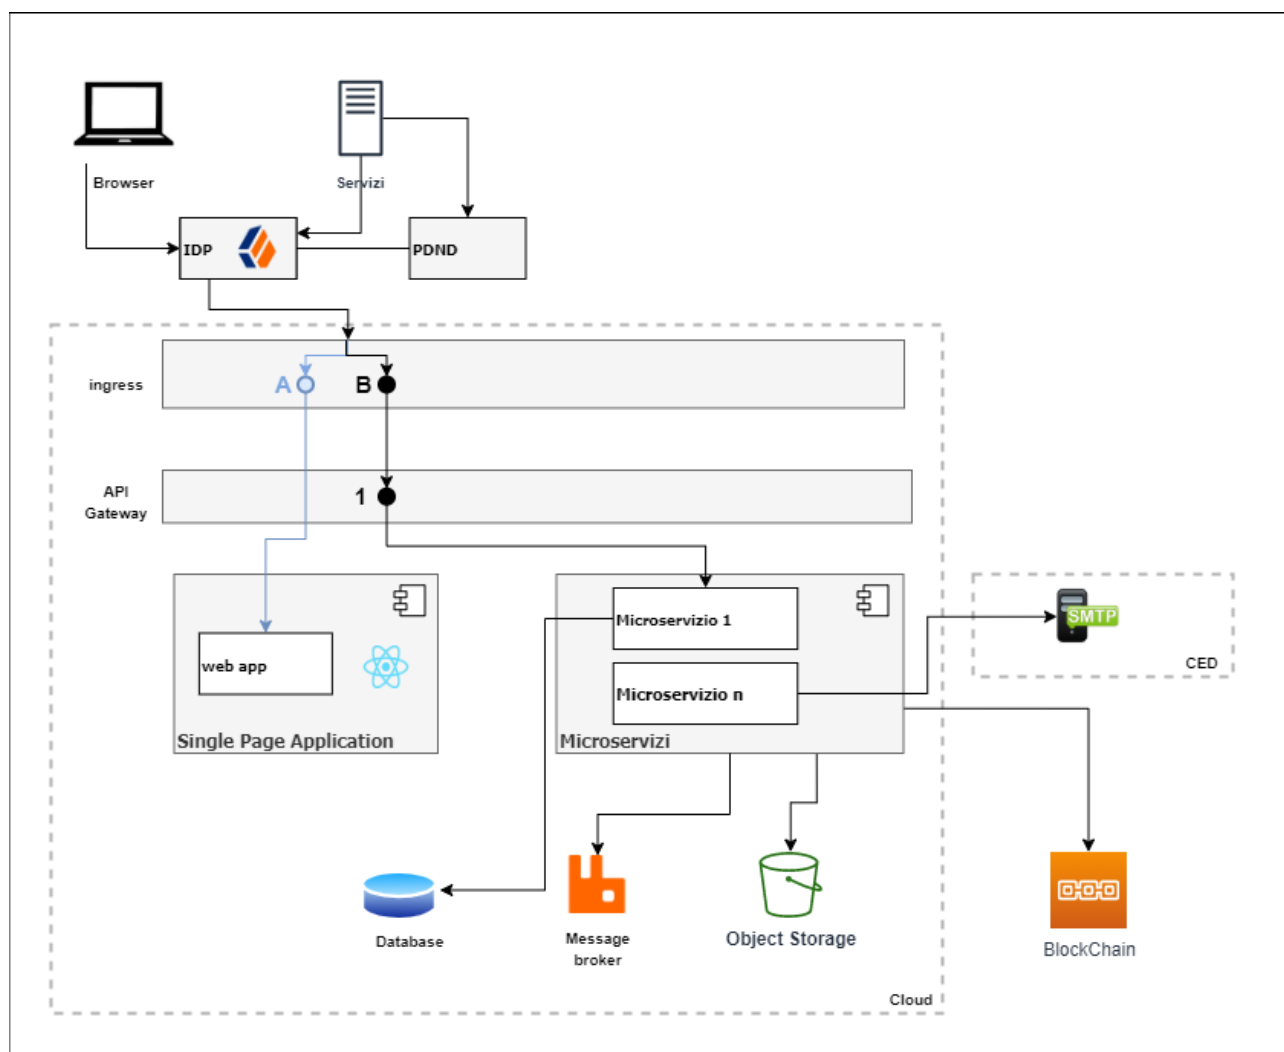 Browser
Servizi
IDP
PDND
ingress
A
B
API
Gateway
1
Microservizio 1
web app
Microservizio n
SMTP
CED
Single Page Application
Microservizi
Database
Message
broker
Object Storage
BlockChain
Cloud